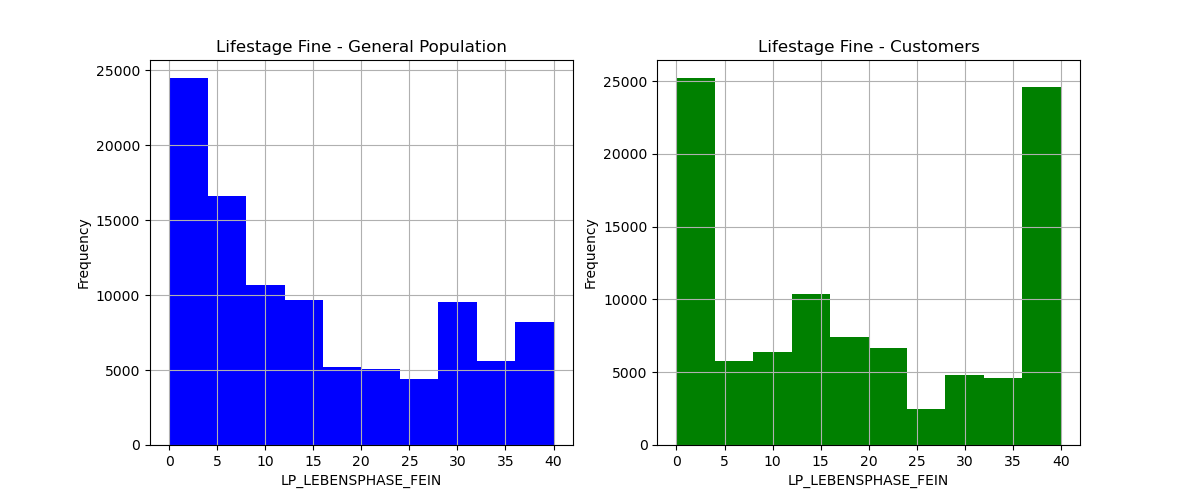 Lifestage Fine - General Population
Frequency
25000
20000
15000
10000
5000
0
0 5 10 15 20 25 30 35 40
LP_LEBENSPHASE_FEIN
Lifestage Fine - Customers
Frequency
25000
20000
15000
10000
5000
0
0 5 10 15 20 25 30 35 40
LP_LEBENSPHASE_FEIN